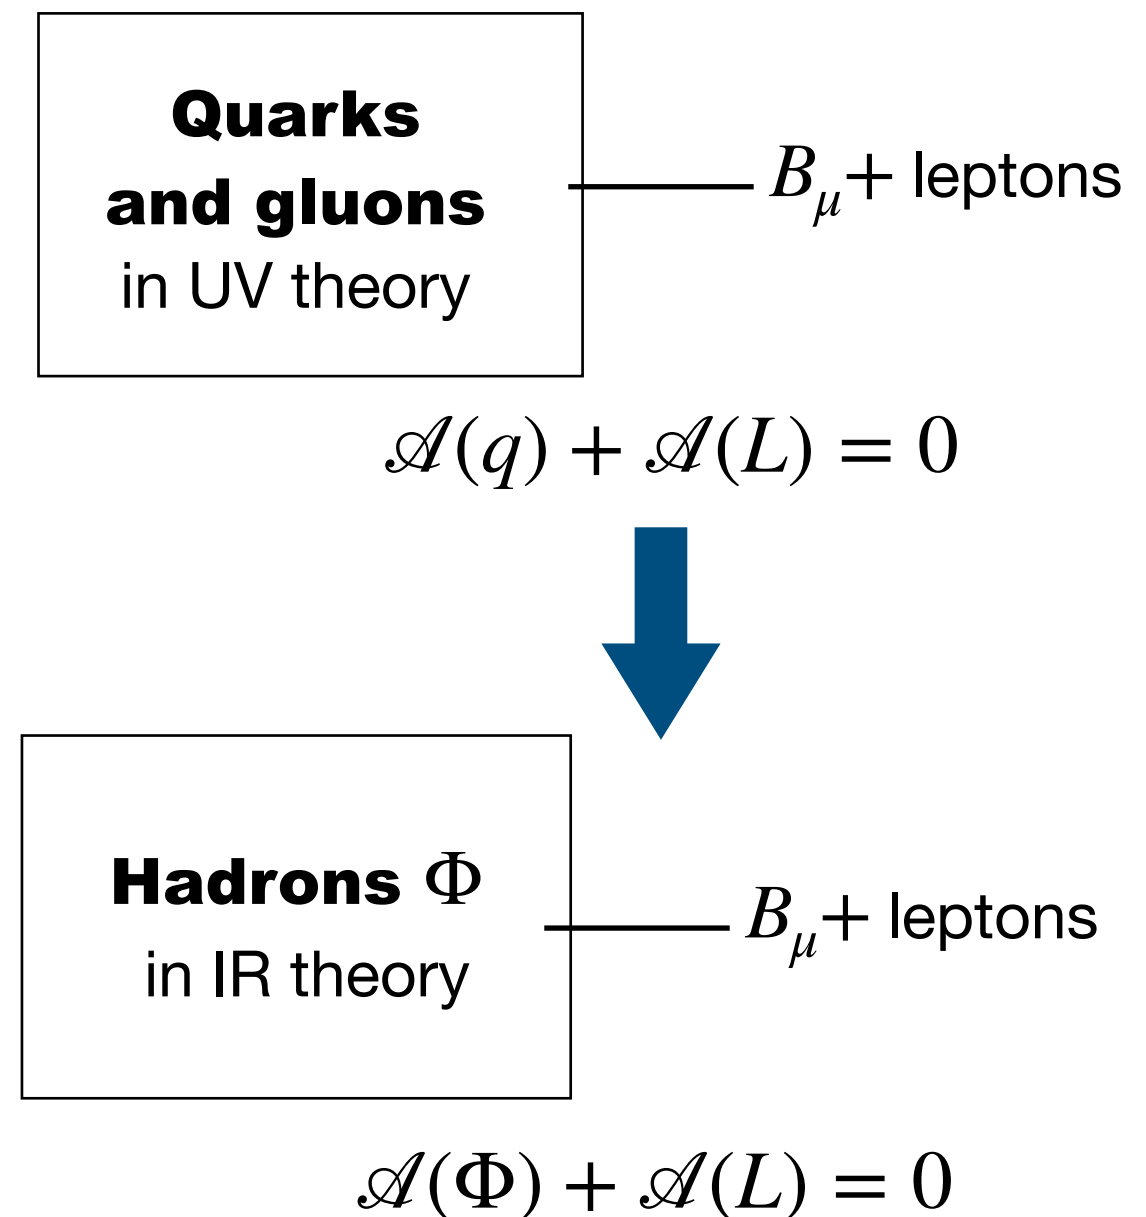 Quarks
and gluons
in UV theory
B_μ + leptons
𝒜(q) + 𝒜(L) = 0
Hadrons Φ
in IR theory
B_μ + leptons
𝒜(Φ) + 𝒜(L) = 0